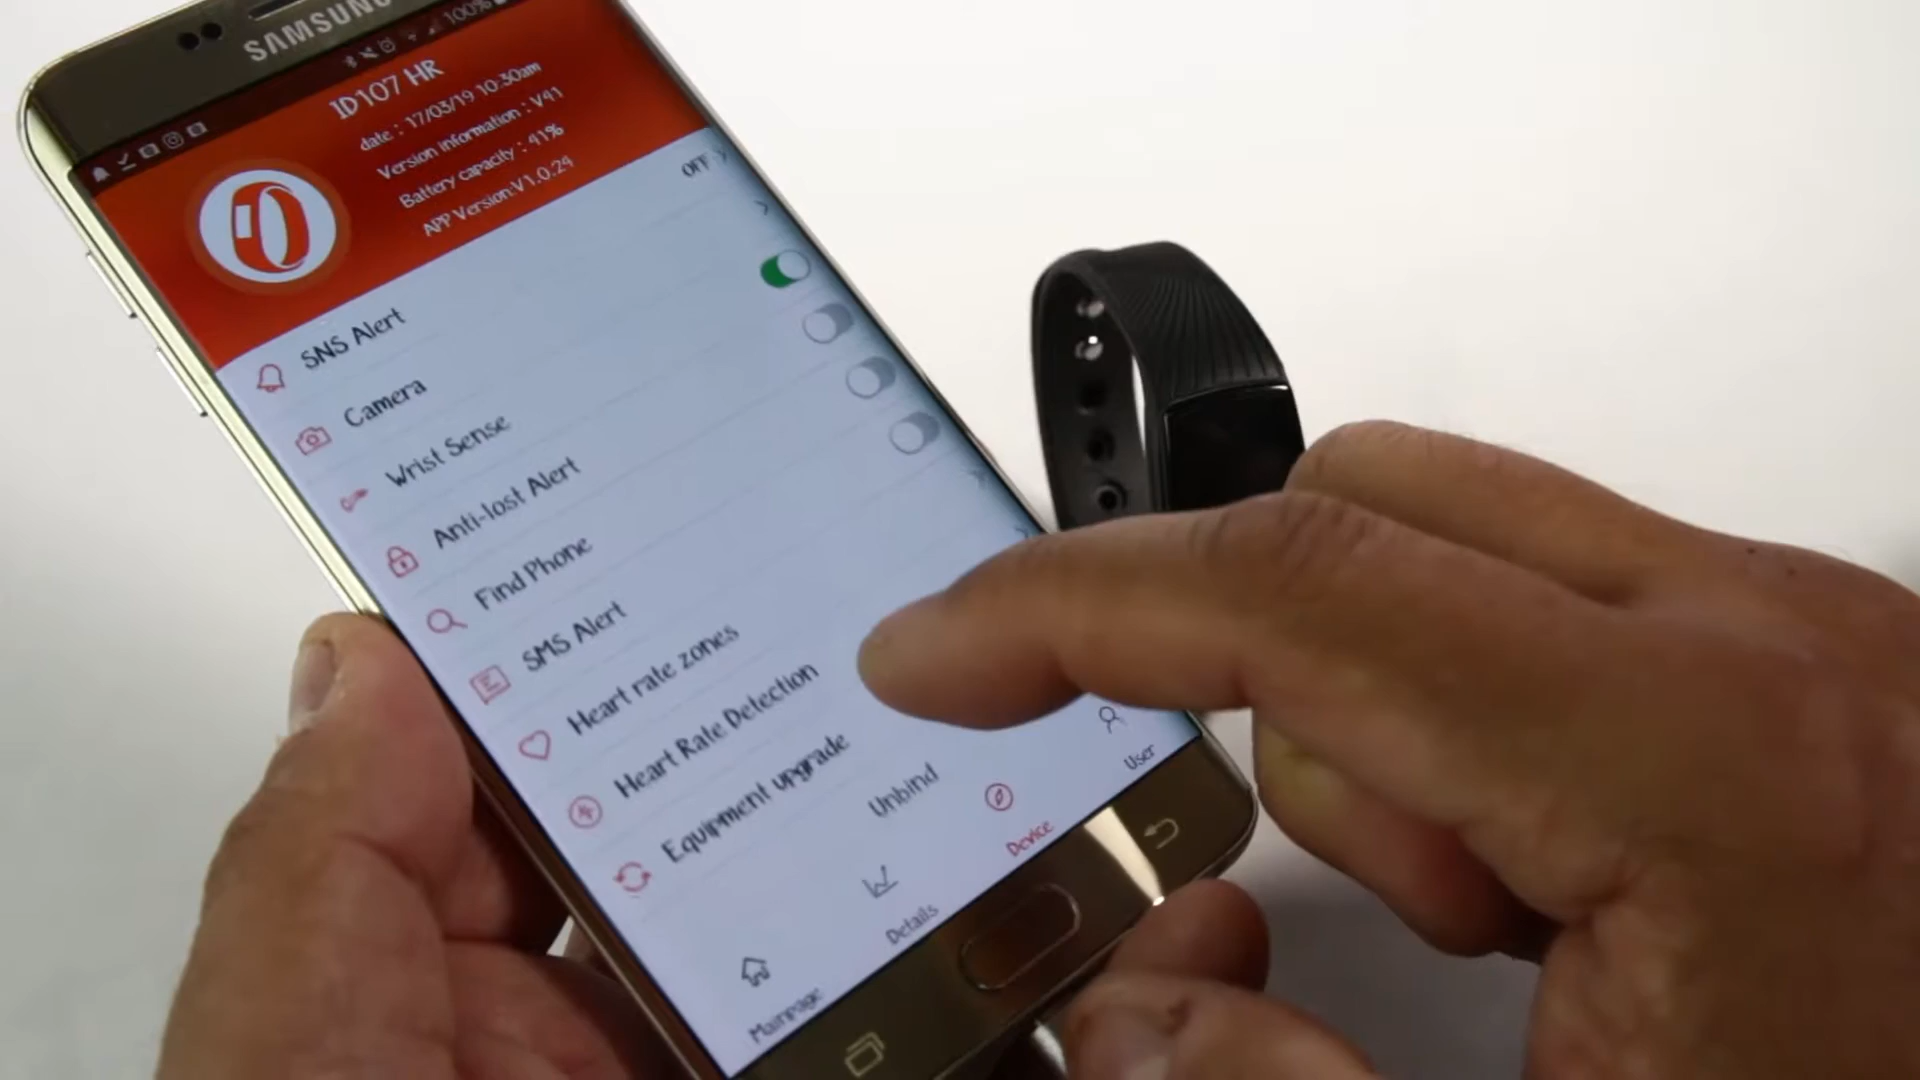 SAMSUNG
100%
ID107 HR
date : 17/03/19 10:30am
Version information : V41
Battery capacity : 41%
APP Version:V1.0.24
SNS Alert OFF
Camera
Wrist Sense
Anti-lost Alert
Find Phone
SMS Alert
Heart rate zones
Heart Rate Detection
Equipment upgrade
Unbind
Mainpage Details Device User